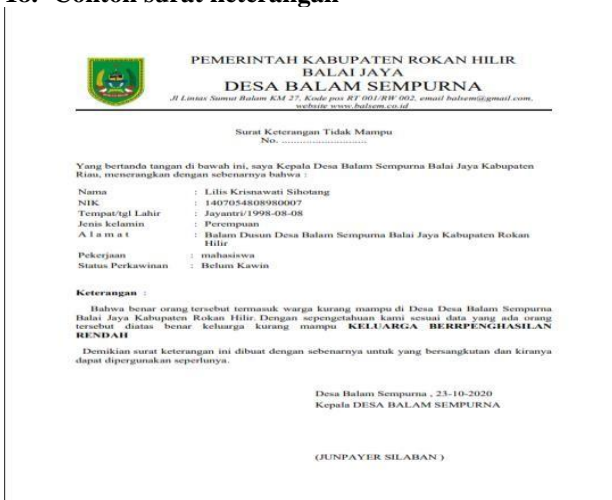 18. Contoh surat keterangan
PEMERINTAH KABUPATEN ROKAN HILIR
BALAI JAYA
DESA BALAM SEMPURNA
Jl Lintas Sumut Balam KM 27, Kode pos RT 001/RW 002, email balsem@gmail.com,
website www.balsem.co.id
Surat Keterangan Tidak Mampu
No. ...........................
Yang bertanda tangan di bawah ini, saya Kepala Desa Balam Sempurna Balai Jaya Kabupaten
Riau, menerangkan dengan sebenarnya bahwa :
Nama : Lilis Krisnawati Sihotang
NIK : 1407054808980007
Tempat/tgl Lahir : Jayantri/1998-08-08
Jenis kelamin : Perempuan
A l a m a t : Balam Dusun Desa Balam Sempurna Balai Jaya Kabupaten Rokan
Hilir
Pekerjaan : mahasiswa
Status Perkawinan : Belum Kawin
Keterangan :
Bahwa benar orang tersebut termasuk warga kurang mampu di Desa Desa Balam Sempurna
Balai Jaya Kabupaten Rokan Hilir. Dengan sepengetahuan kami sesuai data yang ada orang
tersebut diatas benar keluarga kurang mampu KELUARGA BERRPENGHASILAN
RENDAH
Demikian surat keterangan ini dibuat dengan sebenarnya untuk yang bersangkutan dan kiranya
dapat dipergunakan seperlunya.
Desa Balam Sempurna , 23-10-2020
Kepala DESA BALAM SEMPURNA
(JUNPAYER SILABAN )